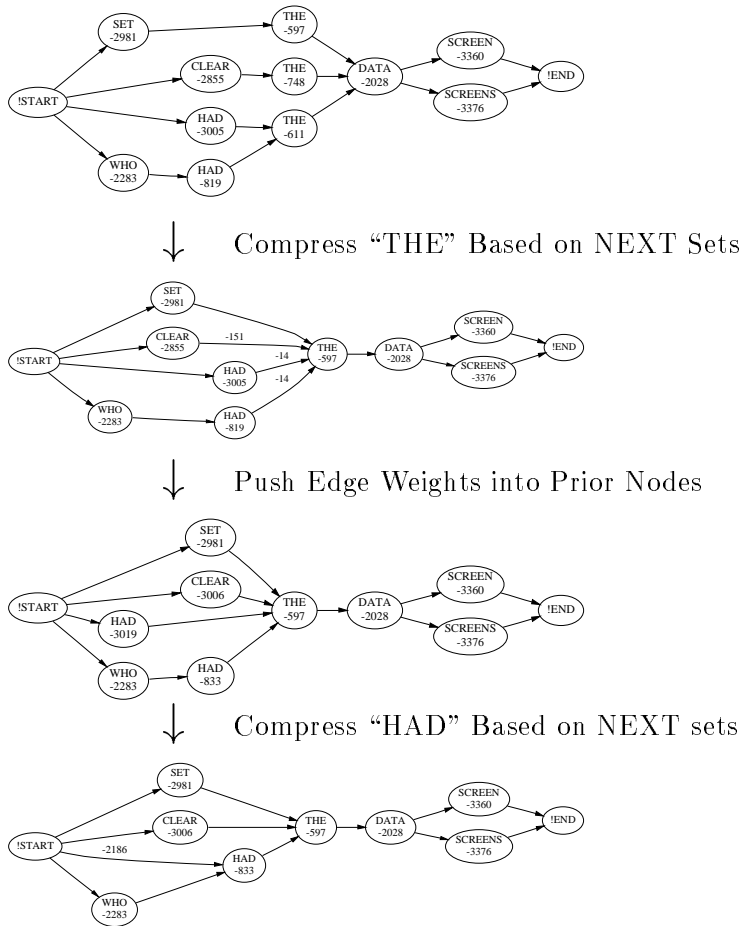 SET
-2981
THE
-597
SCREEN
-3360
CLEAR
-2855
THE
-748
DATA
-2028
!END
!START
SCREENS
-3376
HAD
-3005
THE
-611
WHO
-2283
HAD
-819
Compress “THE” Based on NEXT Sets
SET
-2981
SCREEN
-3360
CLEAR
-2855
-151
THE
-597
DATA
-2028
!END
!START
-14
HAD
-3005
-14
SCREENS
-3376
WHO
-2283
HAD
-819
Push Edge Weights into Prior Nodes
SET
-2981
CLEAR
-3006
SCREEN
-3360
!START
THE
-597
DATA
-2028
!END
HAD
-3019
SCREENS
-3376
WHO
-2283
HAD
-833
Compress “HAD” Based on NEXT sets
SET
-2981
SCREEN
-3360
CLEAR
-3006
THE
-597
DATA
-2028
!END
!START
-2186
SCREENS
-3376
HAD
-833
WHO
-2283